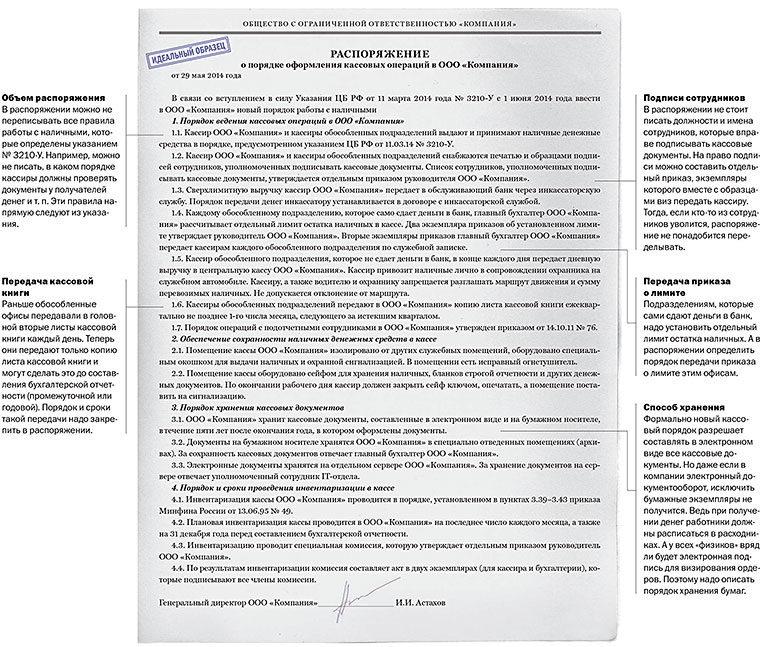 ОБЩЕСТВО С ОГРАНИЧЕННОЙ ОТВЕТСТВЕННОСТЬЮ «КОМПАНИЯ»
ИДЕАЛЬНЫЙ ОБРАЗЕЦ
РАСПОРЯЖЕНИЕ
о порядке оформления кассовых операций в ООО «Компания»
от 29 мая 2014 года
В связи со вступлением в силу Указания ЦБ РФ от 11 марта 2014 года № 3210-У с 1 июня 2014 года ввести
в ООО «Компания» новый порядок работы с наличными
1. Порядок ведения кассовых операций в ООО «Компания»
1.1. Кассир ООО «Компания» и кассиры обособленных подразделений выдают и принимают наличные денежные
средства в порядке, предусмотренном указанием ЦБ РФ от 11.03.14 № 3210-У.
1.2. Кассир ООО «Компания» и кассиры обособленных подразделений снабжаются печатью и образцами подпи-
сей сотрудников, уполномоченных подписывать кассовые документы. Список сотрудников, уполномоченных подпи-
сывать кассовые документы, утверждается отдельным приказом руководителя ООО «Компания».
1.3. Сверхлимитную выручку кассир ООО «Компания» передает в обслуживающий банк через инкассаторскую
службу. Порядок передачи денег инкассатору устанавливается в договоре с инкассаторской службой.
1.4. Каждому обособленному подразделению, которое само сдает деньги в банк, главный бухгалтер ООО «Компа-
ния» рассчитывает отдельный лимит остатка наличных в кассе. Два экземпляра приказов об установленном лими-
те утверждает руководитель ООО «Компания». Вторые экземпляры приказов главный бухгалтер ООО «Компания»
передает кассирам каждого обособленного подразделения по служебной записке.
1.5. Кассир обособленного подразделения, которое не сдает деньги в банк, в конце каждого дня передает дневную
выручку в центральную кассу ООО «Компания». Кассир привозит наличные лично в сопровождении охранника на
служебном автомобиле. Кассиру, а также водителю и охраннику запрещается разглашать маршрут движения и сумму
перевозимых наличных. Не допускается отклонение от маршрута.
1.6. Кассиры обособленных подразделений передают в ООО «Компания» копию листа кассовой книги ежеквар-
тально не позднее 1-го числа месяца, следующего за истекшим кварталом.
1.7. Порядок операций с подотчетными сотрудниками в ООО «Компания» утвержден приказом от 14.10.11 № 76.
2. Обеспечение сохранности наличных денежных средств в кассе
2.1. Помещение кассы ООО «Компания» изолировано от других служебных помещений, оборудовано специаль-
ным окошком для выдачи наличных и охранной сигнализацией. В помещении есть исправный огнетушитель.
2.2. Помещение кассы оборудовано сейфом для хранения наличных, бланков строгой отчетности и других денеж-
ных документов. По окончании рабочего дня кассир должен закрыть сейф ключом, опечатать, а помещение поста-
вить на сигнализацию.
3. Порядок хранения кассовых документов
3.1. ООО «Компания» хранит кассовые документы, составленные в электронном виде и на бумажном носителе,
в течение пяти лет после окончания года, в котором оформлены документы.
3.2. Документы на бумажном носителе хранятся ООО «Компания» в специально отведенных помещениях (архи-
вах). За сохранность кассовых документов отвечает главный бухгалтер ООО «Компания».
3.3. Электронные документы хранятся на отдельном сервере ООО «Компания». За хранение документов на сер-
вере отвечает уполномоченный сотрудник IT-отдела.
4. Порядок и сроки проведения инвентаризации в кассе
4.1. Инвентаризация кассы ООО «Компания» проводится в порядке, установленном в пунктах 3.39–3.43 приказа
Минфина России от 13.06.95 № 49.
4.2. Плановая инвентаризация кассы проводится в ООО «Компания» на последнее число каждого месяца, а также
на 31 декабря года перед составлением бухгалтерской отчетности.
4.3. Инвентаризацию проводит специальная комиссия, которую утверждает отдельным приказом руководитель
ООО «Компания».
4.4. По результатам инвентаризации комиссия составляет акт в двух экземплярах (для кассира и бухгалтерии), ко-
торые подписывают все члены комиссии.
Генеральный директор ООО «Компания» И.И. Астахов
Объем распоряжения
В распоряжении можно не
переписывать все правила
работы с наличными, кото-
рые определены указанием
№ 3210-У. Например, можно
не писать, в каком порядке
кассиры должны проверять
документы у получателей
денег и т. п. Эти правила на-
прямую следуют из указа-
ния.
Передача кассовой
книги
Раньше обособленные
офисы передавали в голов-
ной вторые листы кассовой
книги каждый день. Теперь
они передают только копию
листа кассовой книги и
могут сделать это до состав-
ления бухгалтерской отчет-
ности (промежуточной или
годовой). Порядок и сроки
такой передачи надо закре-
пить в распоряжении.
Подписи сотрудников
В распоряжении не стоит
писать должности и имена
сотрудников, которые впра-
ве подписывать кассовые
документы. На право подпи-
си можно составить отдель-
ный приказ, экземпляры
которого вместе с образца-
ми виз передать кассиру.
Тогда, если кто-то из сотруд-
ников уволится, распоряже-
ние не понадобится пере-
делывать.
Передача приказа
о лимите
Подразделениям, которые
сами сдают деньги в банк,
надо установить отдельный
лимит остатка наличных. А в
распоряжении определить
порядок передачи приказа
о лимите этим офисам.
Способ хранения
Формально новый кассо-
вый порядок разрешает
составлять в электронном
виде все кассовые до-
кументы. Но даже если в
компании электронный до-
кументооборот, исключить
бумажные экземпляры не
получится. Ведь при получе-
нии денег работники долж-
ны расписаться в расходни-
ках. А у всех «физиков» вряд
ли будет электронная под-
пись для визирования орде-
ров. Поэтому надо описать
порядок хранения бумаг.